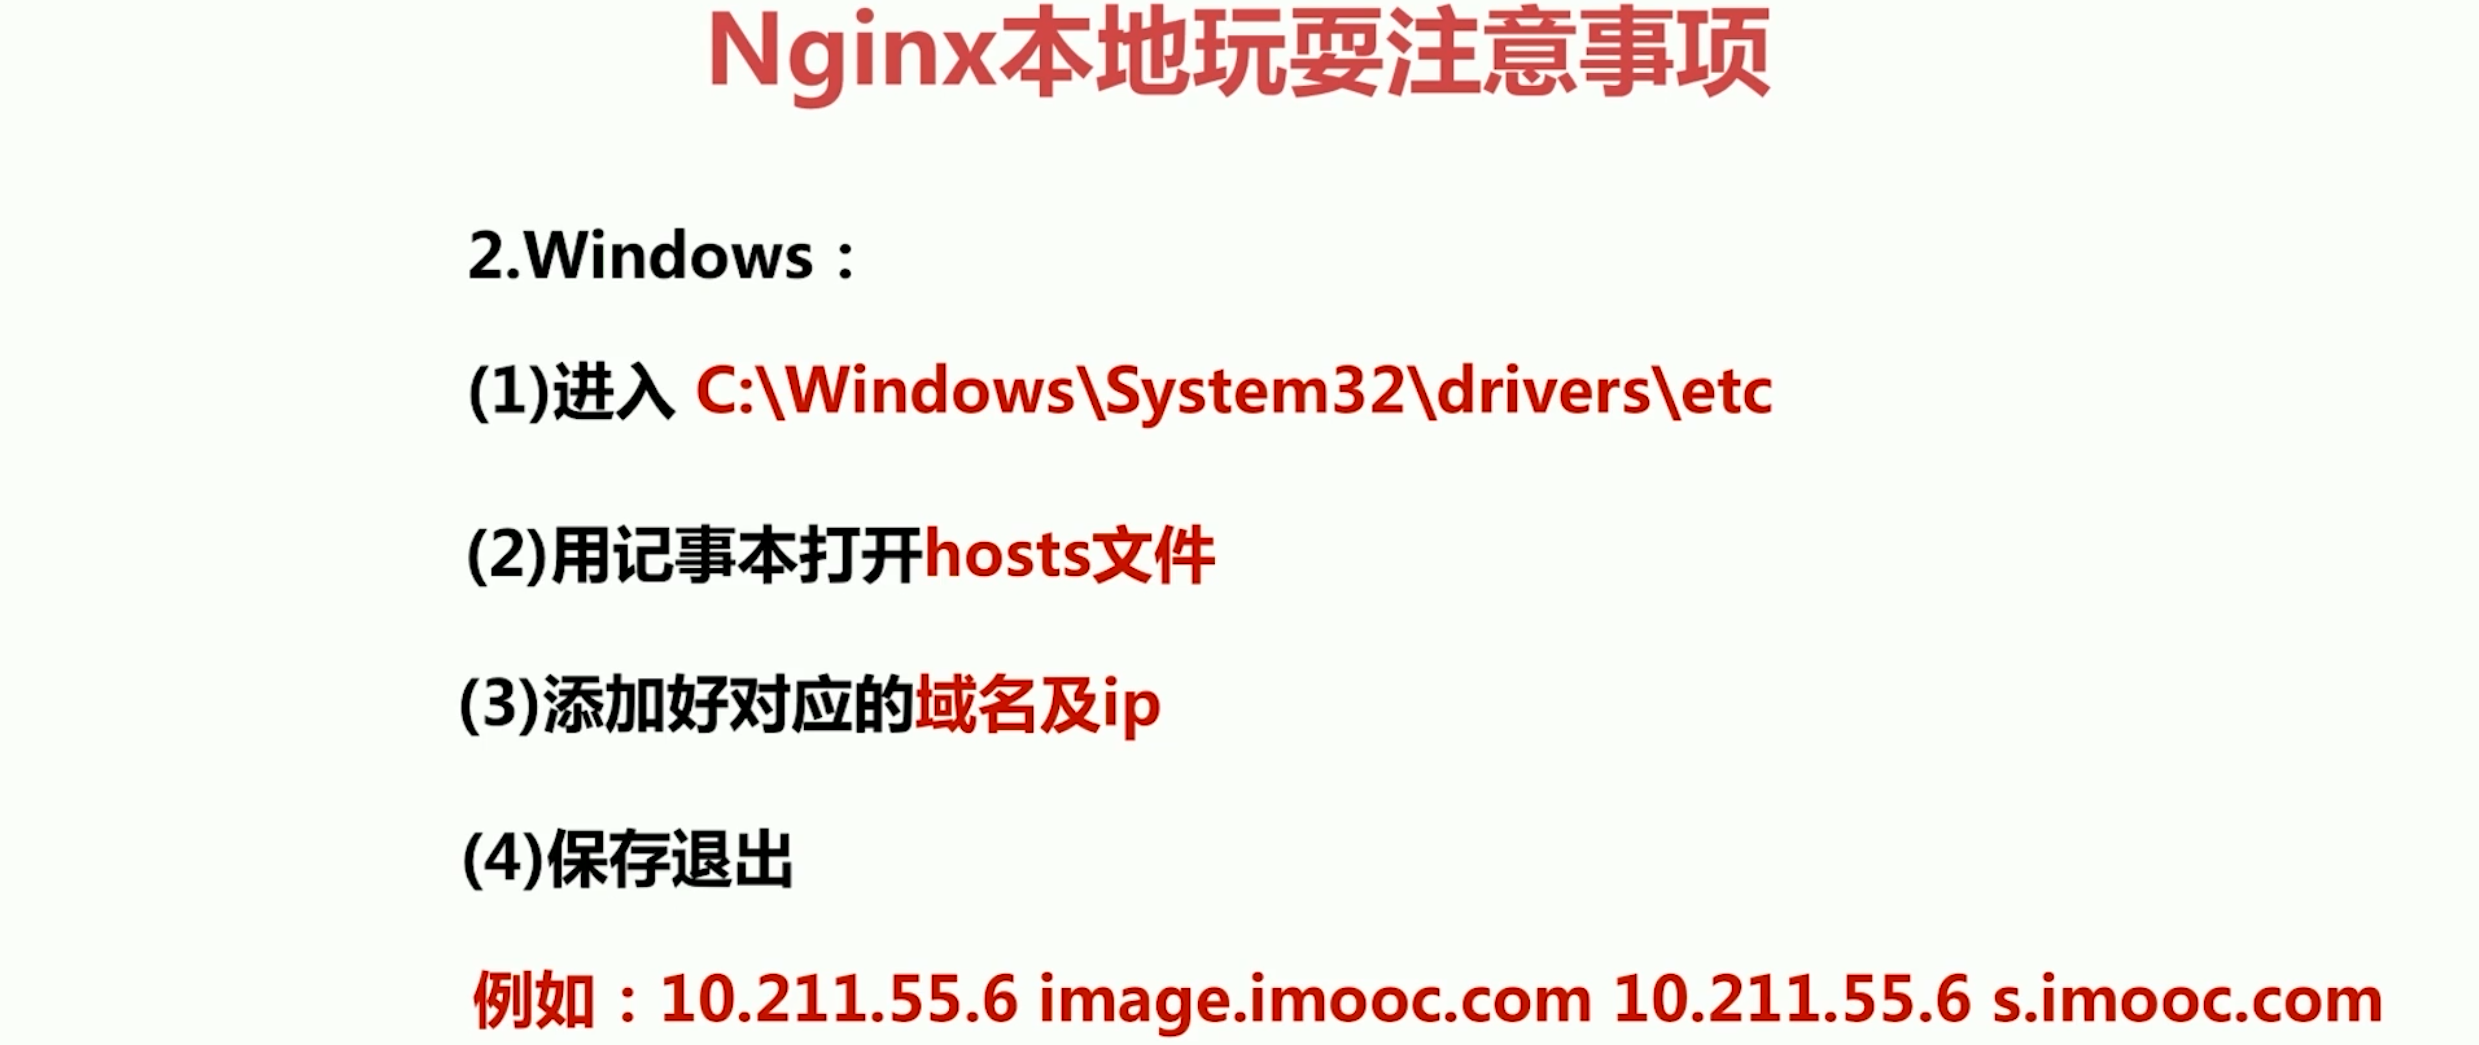 Nginx本地玩耍注意事项
2.Windows：
(1)进入 C:\Windows\System32\drivers\etc
(2)用记事本打开hosts文件
(3)添加好对应的域名及ip
(4)保存退出
例如：10.211.55.6 image.imooc.com 10.211.55.6 s.imooc.com